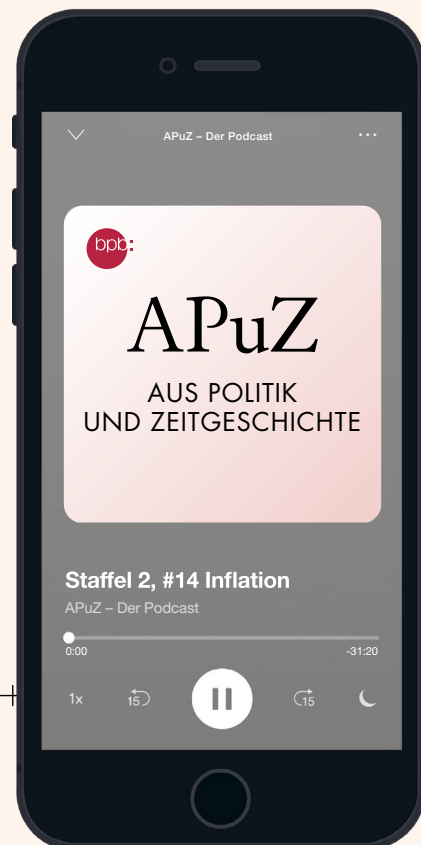 APuZ – Der Podcast
bpb:
APuZ
AUS POLITIK
UND ZEITGESCHICHTE
Staffel 2, #14 Inflation
APuZ – Der Podcast
0:00 -31:20
1x 15 15